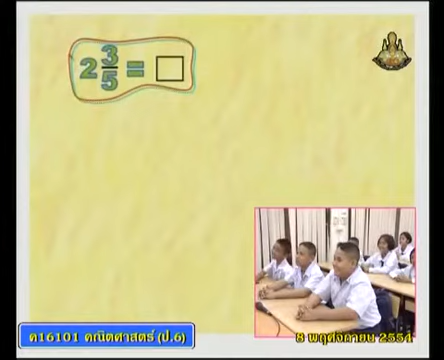 2 3/5 = □
ค16101 คณิตศาสตร์ (ป.6)
8 พฤศจิกายน 2554